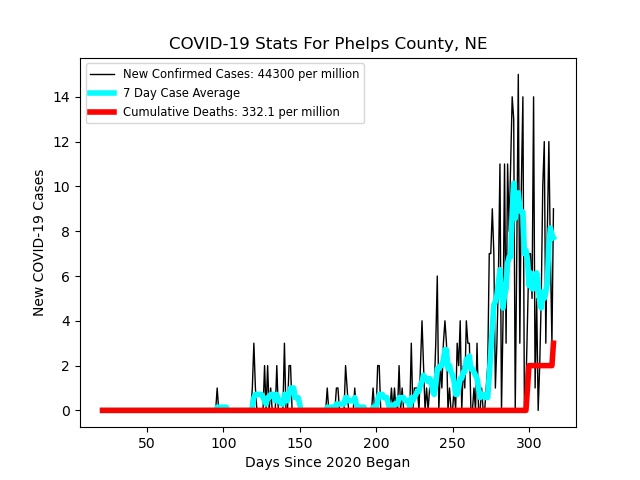 COVID-19 Stats For Phelps County, NE
New Confirmed Cases: 44300 per million
7 Day Case Average
Cumulative Deaths: 332.1 per million
New COVID-19 Cases
14
12
10
8
6
4
2
0
50 100 150 200 250 300
Days Since 2020 Began